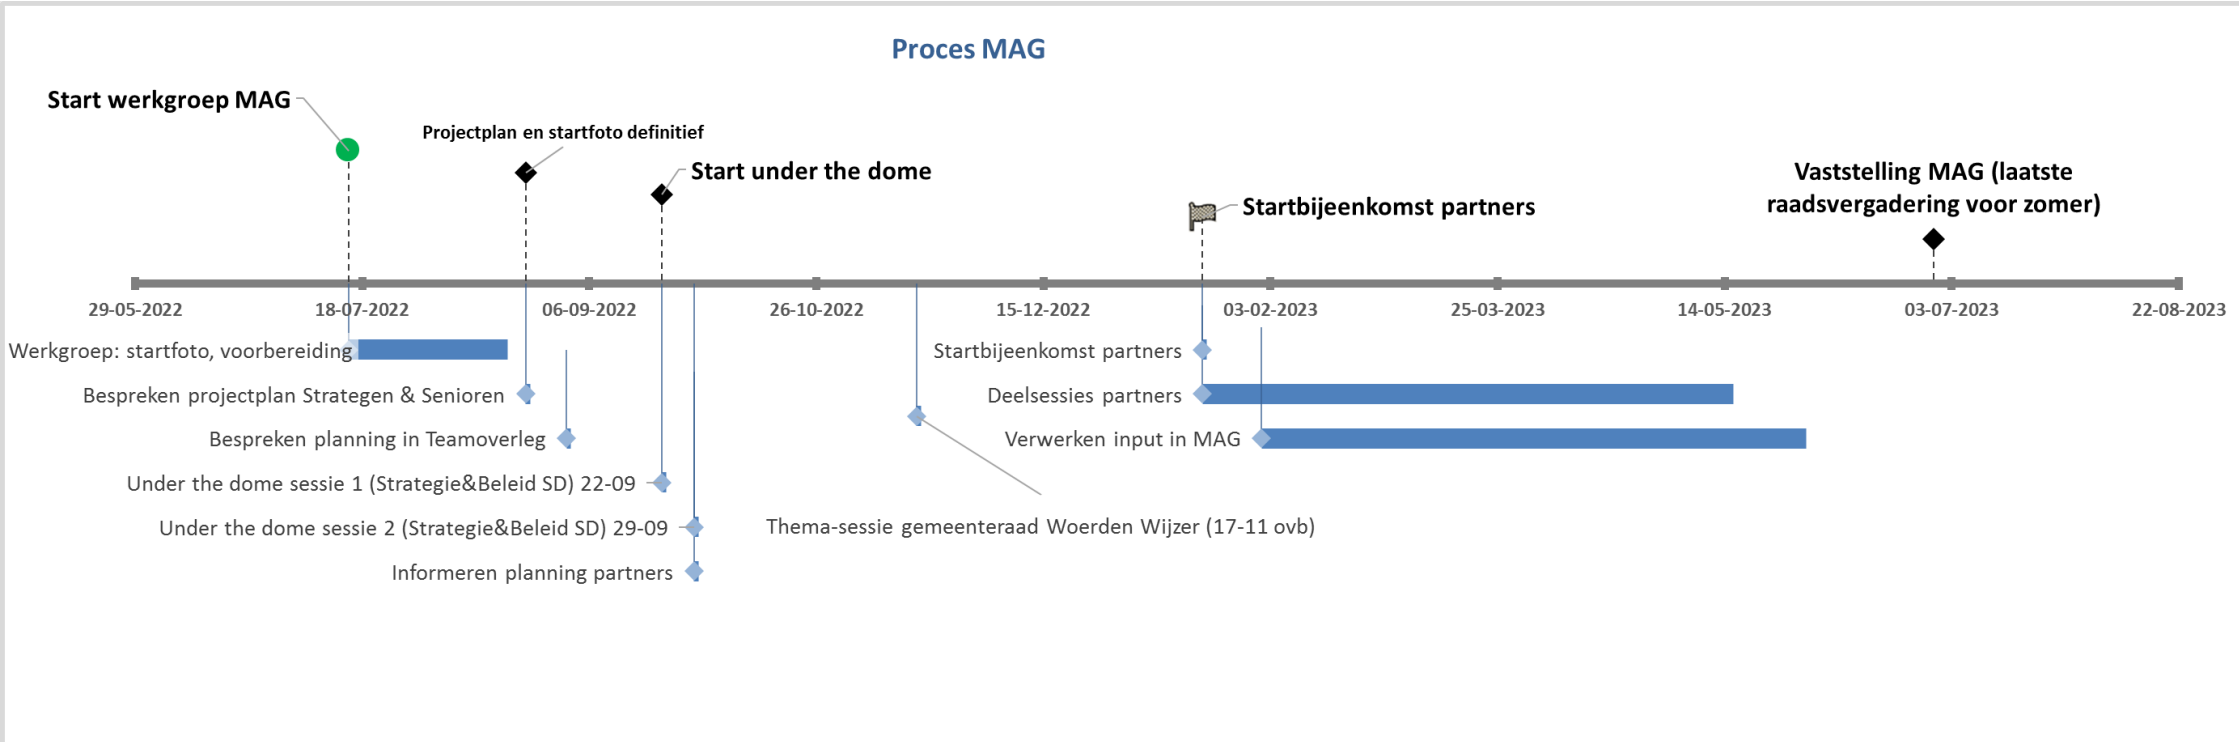 Proces MAG
Start werkgroep MAG
Projectplan en startfoto definitief
Start under the dome
Vaststelling MAG (laatste
raadsvergadering voor zomer)
Startbijeenkomst partners
29-05-2022
18-07-2022
06-09-2022
26-10-2022
15-12-2022
03-02-2023
25-03-2023
14-05-2023
03-07-2023
22-08-2023
Werkgroep: startfoto, voorbereiding
Startbijeenkomst partners
Bespreken projectplan Strategen & Senioren
Deelsessies partners
Bespreken planning in Teamoverleg
Verwerken input in MAG
Under the dome sessie 1 (Strategie&Beleid SD) 22-09
Under the dome sessie 2 (Strategie&Beleid SD) 29-09
Thema-sessie gemeenteraad Woerden Wijzer (17-11 ovb)
Informeren planning partners